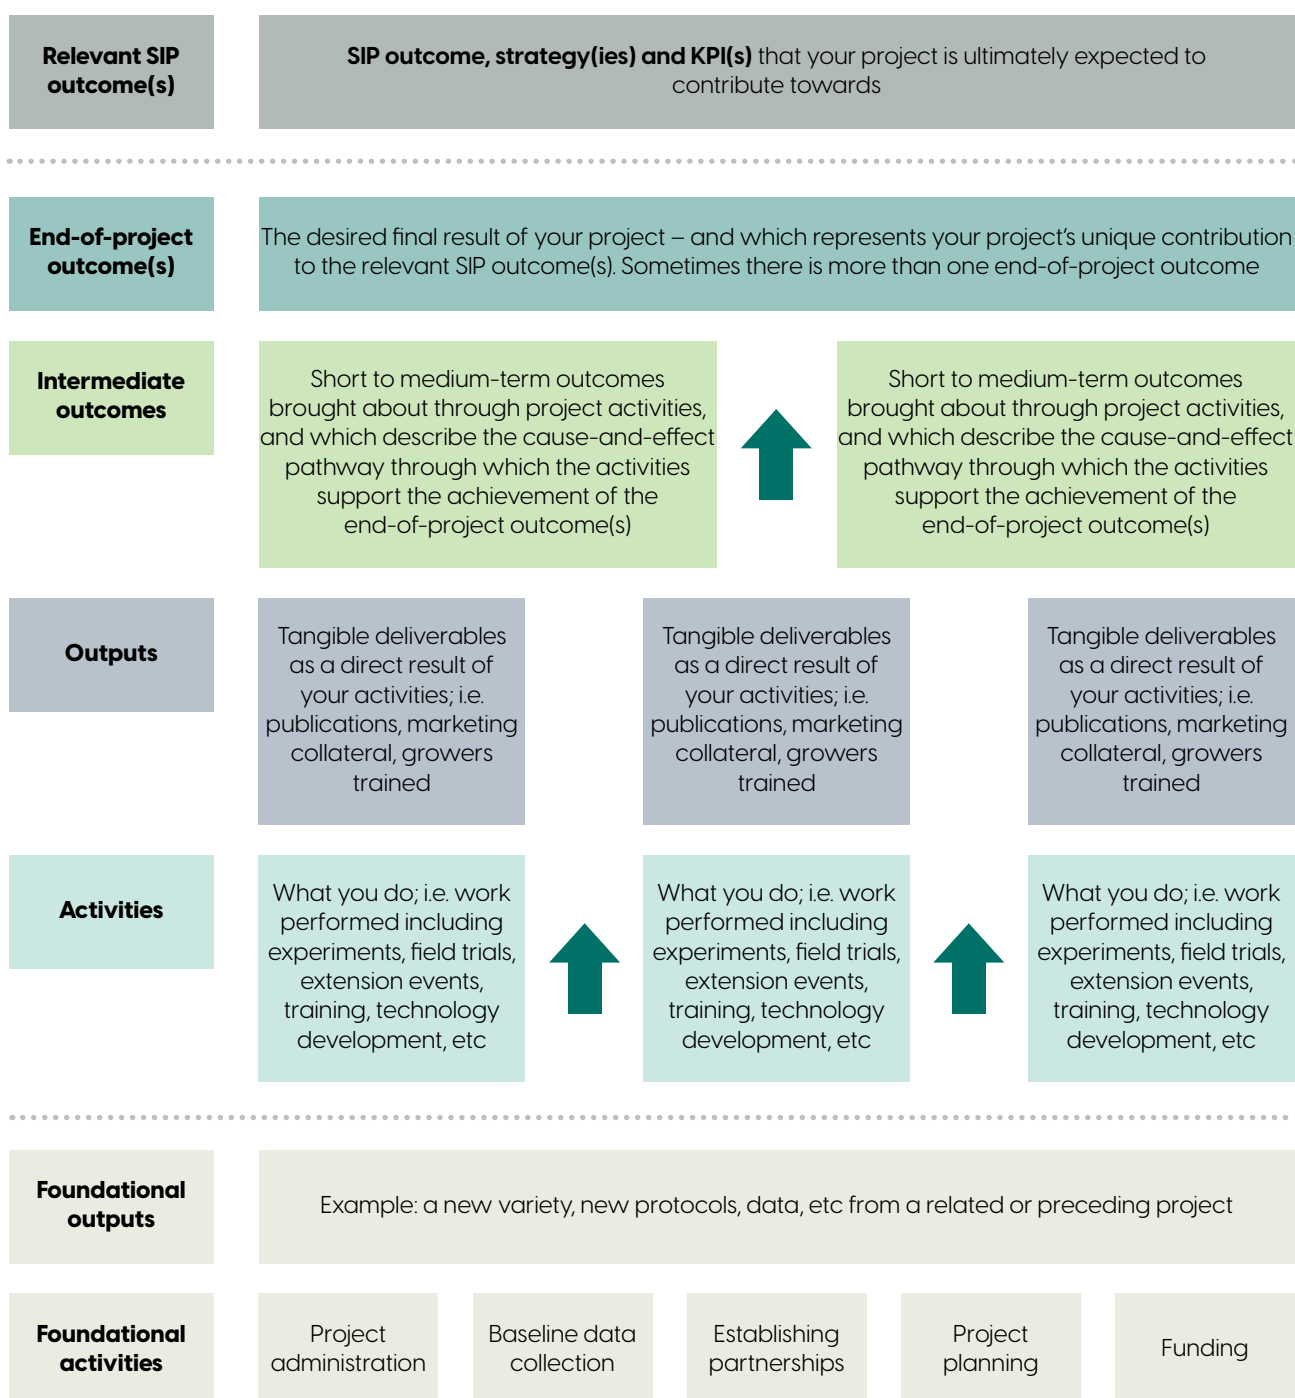 Relevant SIP
outcome(s)
SIP outcome, strategy(ies) and KPI(s) that your project is ultimately expected to
contribute towards
End-of-project
outcome(s)
The desired final result of your project – and which represents your project’s unique contribution
to the relevant SIP outcome(s). Sometimes there is more than one end-of-project outcome
Intermediate
outcomes
Short to medium-term outcomes
brought about through project activities,
and which describe the cause-and-effect
pathway through which the activities
support the achievement of the
end-of-project outcome(s)
Short to medium-term outcomes
brought about through project activities,
and which describe the cause-and-effect
pathway through which the activities
support the achievement of the
end-of-project outcome(s)
Outputs
Tangible deliverables
as a direct result of
your activities; i.e.
publications, marketing
collateral, growers
trained
Tangible deliverables
as a direct result of
your activities; i.e.
publications, marketing
collateral, growers
trained
Tangible deliverables
as a direct result of
your activities; i.e.
publications, marketing
collateral, growers
trained
Activities
What you do; i.e. work
performed including
experiments, field trials,
extension events,
training, technology
development, etc
What you do; i.e. work
performed including
experiments, field trials,
extension events,
training, technology
development, etc
What you do; i.e. work
performed including
experiments, field trials,
extension events,
training, technology
development, etc
Foundational
outputs
Example: a new variety, new protocols, data, etc from a related or preceding project
Foundational
activities
Project
administration
Baseline data
collection
Establishing
partnerships
Project
planning
Funding